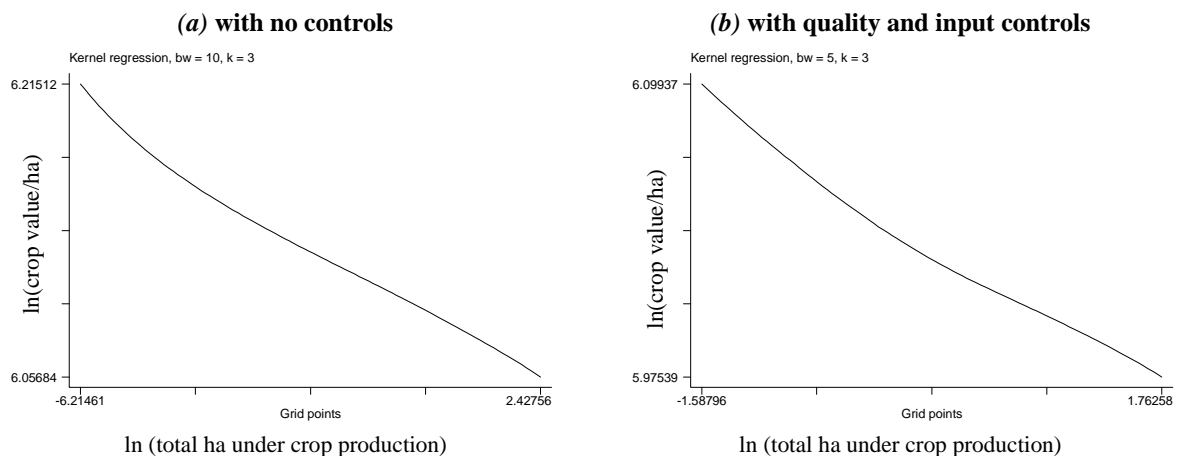 (a) with no controls
Kernel regression, bw = 10, k = 3
6.21512
ln(crop value/ha)
6.05684
-6.21461
2.42756
Grid points
ln (total ha under crop production)
(b) with quality and input controls
Kernel regression, bw = 5, k = 3
6.09937
ln(crop value/ha)
5.97539
-1.58796
1.76258
Grid points
ln (total ha under crop production)